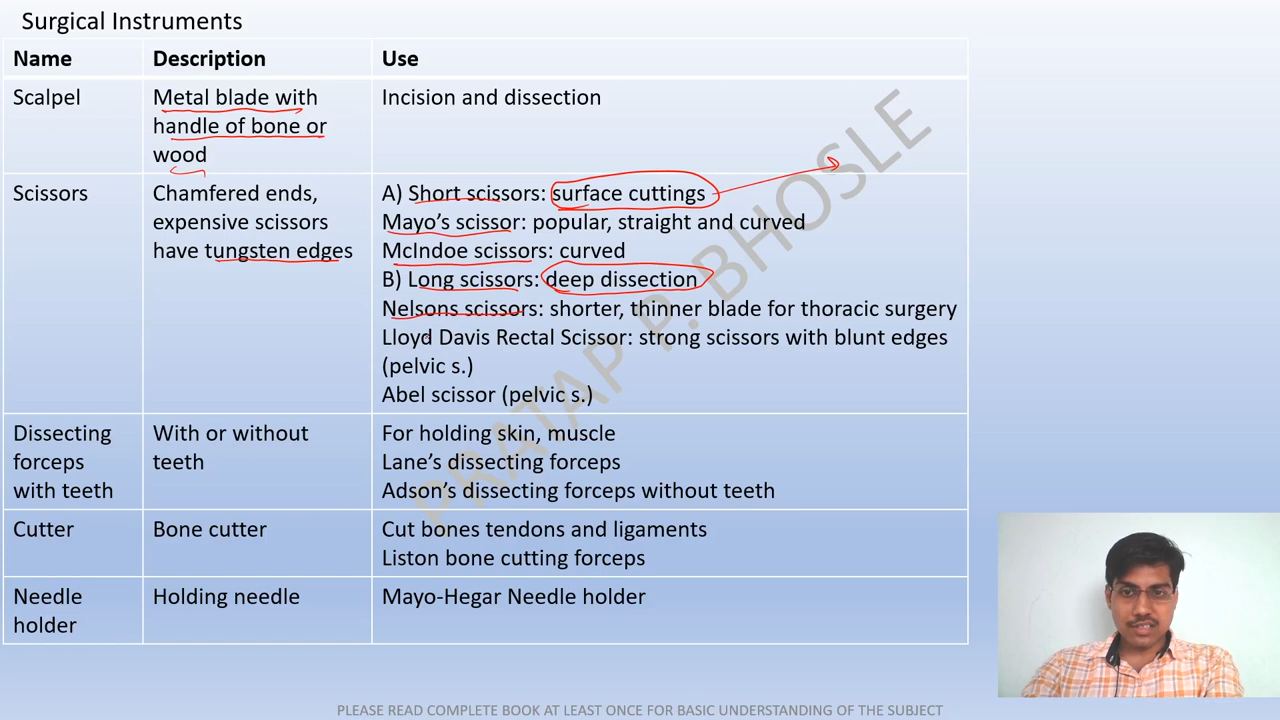 Surgical Instruments
Name
Description
Use
Scalpel
Metal blade with
handle of bone or
wood
Incision and dissection
Scissors
Chamfered ends,
expensive scissors
have tungsten edges
A) Short scissors: surface cuttings
Mayo’s scissor: popular, straight and curved
McIndoe scissors: curved
B) Long scissors: deep dissection
Nelsons scissors: shorter, thinner blade for thoracic surgery
Lloyd Davis Rectal Scissor: strong scissors with blunt edges
(pelvic s.)
Abel scissor (pelvic s.)
Dissecting
forceps
with teeth
With or without
teeth
For holding skin, muscle
Lane’s dissecting forceps
Adson’s dissecting forceps without teeth
Cutter
Bone cutter
Cut bones tendons and ligaments
Liston bone cutting forceps
Needle
holder
Holding needle
Mayo-Hegar Needle holder
PRATAP P. BHOSLE
PLEASE READ COMPLETE BOOK AT LEAST ONCE FOR BASIC UNDERSTANDING OF THE SUBJECT